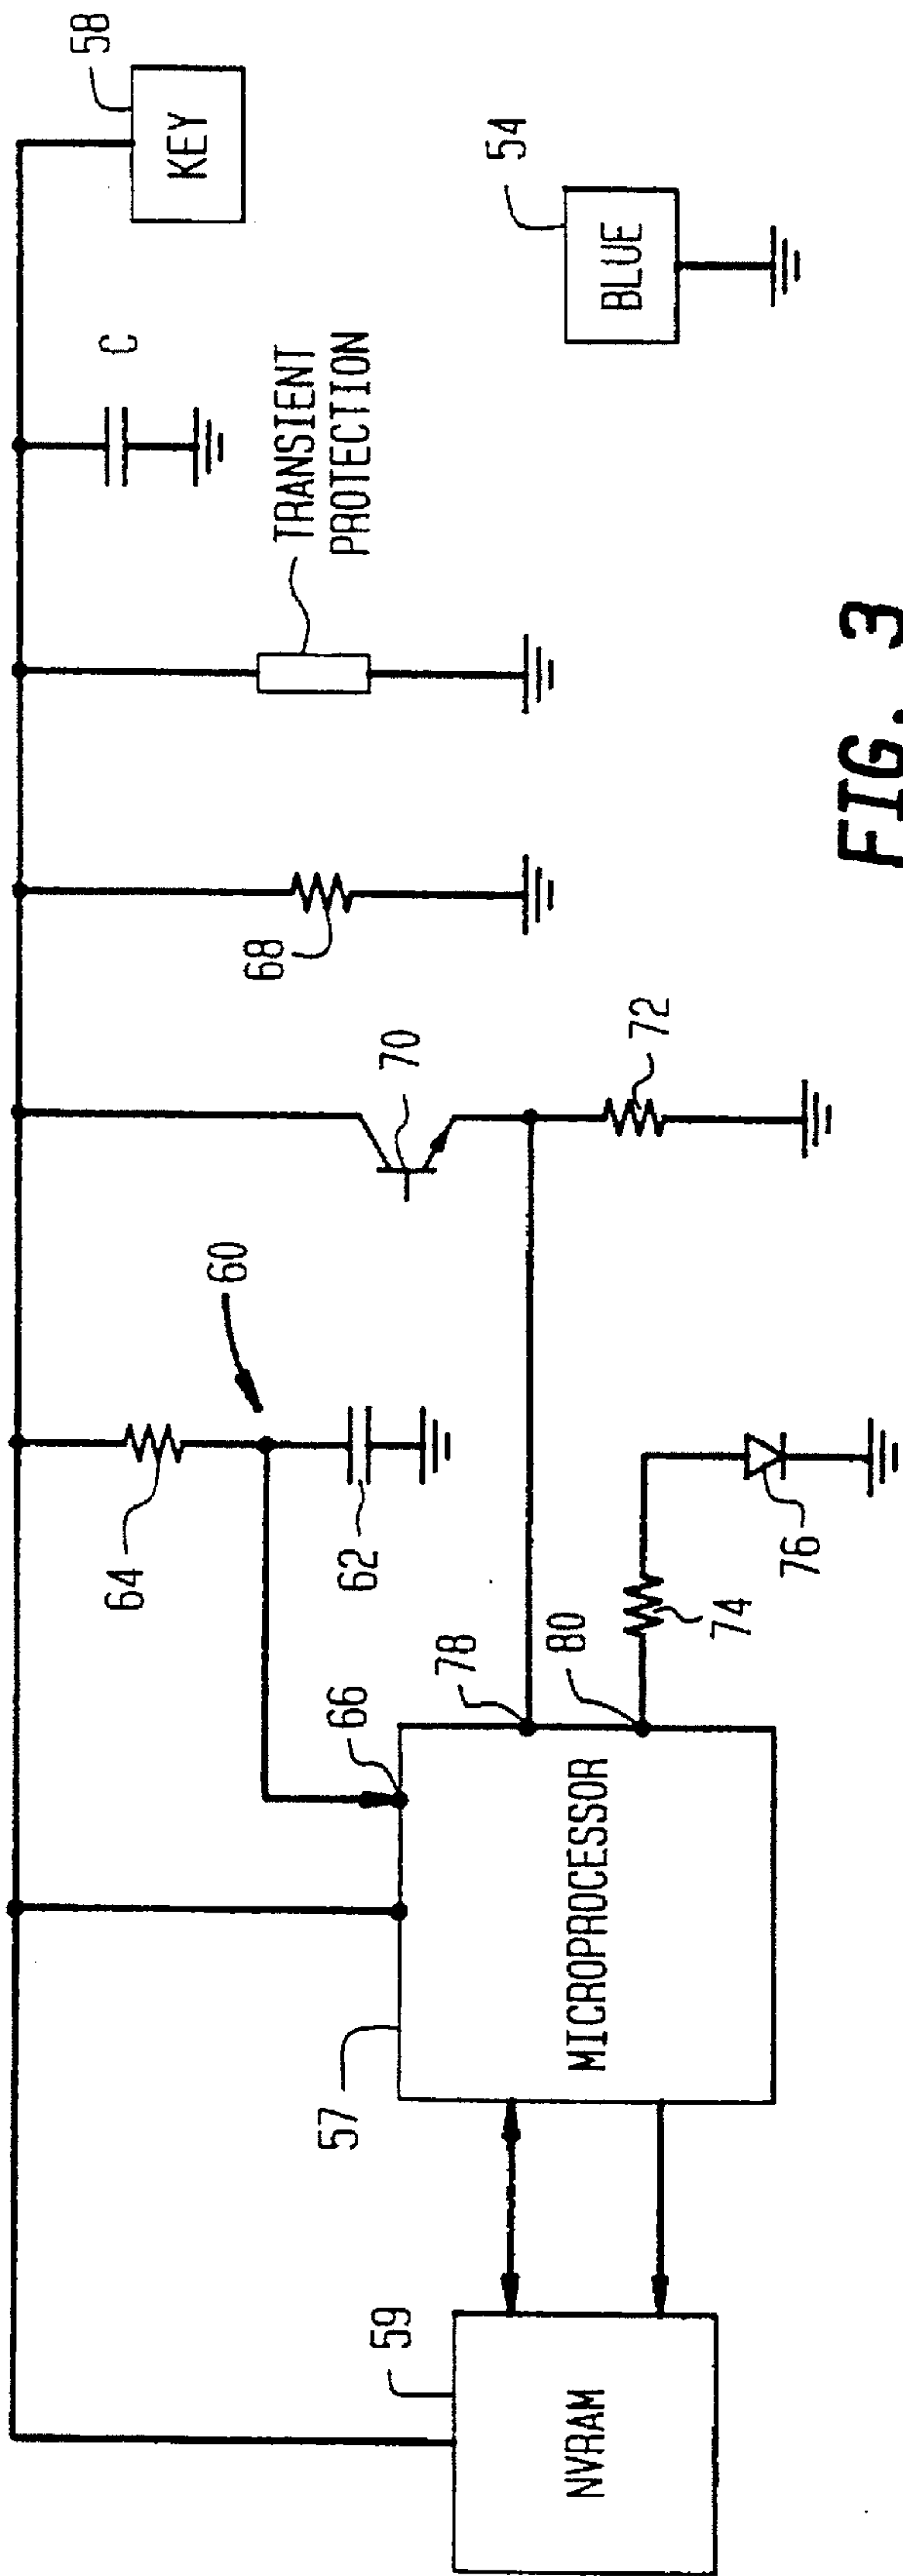 58
KEY
C
54
BLUE
TRANSIENT
PROTECTION
68
70
72
60
64
62
76
74
66
78
80
57
MICROPROCESSOR
59
NVRAM
FIG. 3